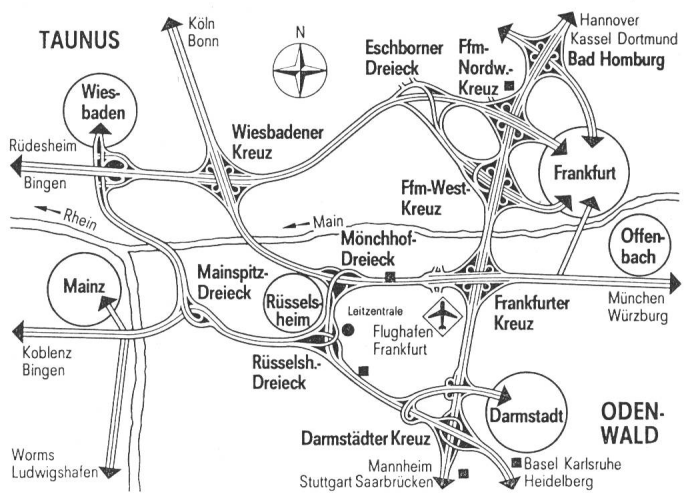 TAUNUS
Köln
Bonn
N
Eschborner
Dreieck
Ffm-
Nordw.-
Kreuz
Hannover
Kassel Dortmund
Bad Homburg
Wies-
baden
Wiesbadener
Kreuz
Rüdesheim
Bingen
Frankfurt
Ffm-West-
Kreuz
Rhein
Main
Mönchhof-
Dreieck
Offen-
bach
Mainz
Mainspitz-
Dreieck
Rüssels-
heim
Leitzentrale
Flughafen
Frankfurt
Frankfurter
Kreuz
München
Würzburg
Koblenz
Bingen
Rüsselsh.-
Dreieck
Darmstadt
ODEN-
WALD
Darmstädter Kreuz
Worms
Ludwigshafen
Mannheim
Stuttgart Saarbrücken
Basel Karlsruhe
Heidelberg